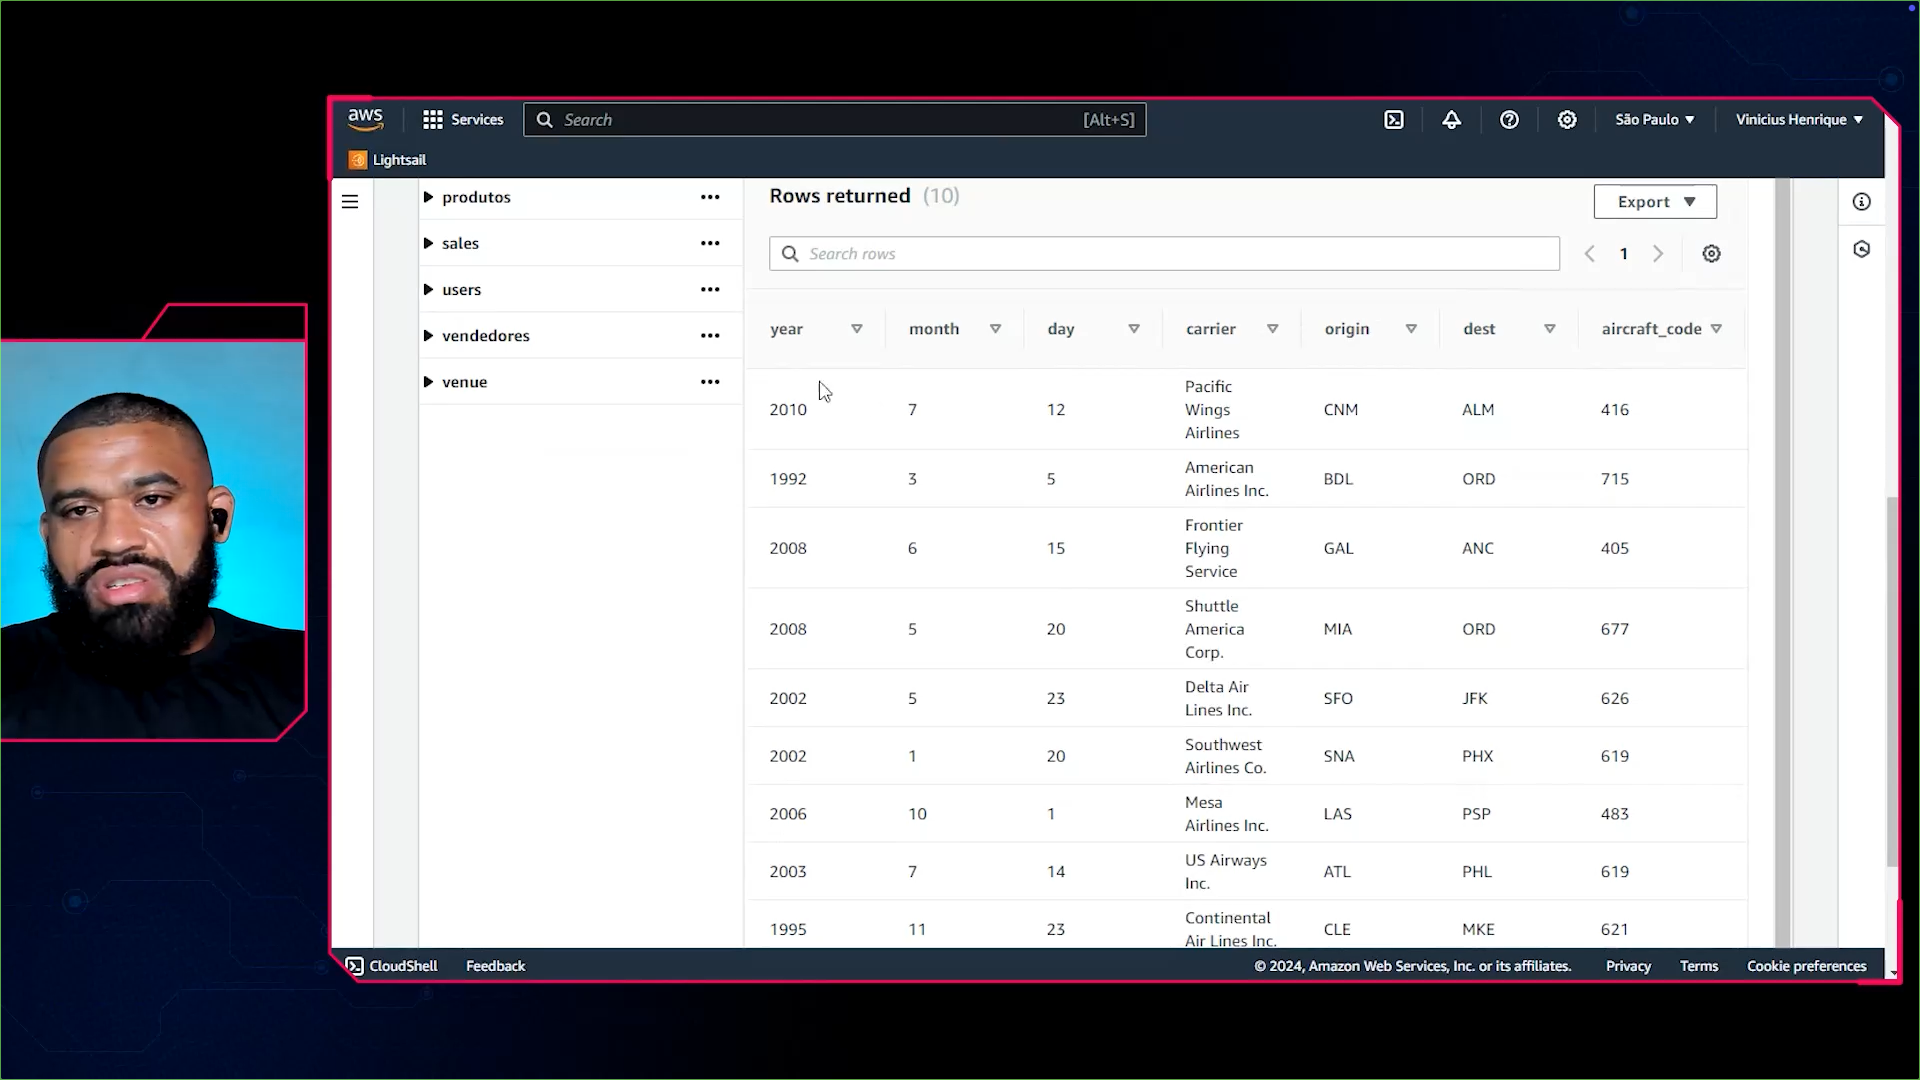 aws
Services
Search
[Alt+S]
São Paulo
Vinicius Henrique
Lightsail
produtos
sales
users
vendedores
venue
Rows returned (10)
Export
Search rows
1
year month day carrier origin dest aircraft_code
2010 7 12 Pacific Wings Airlines CNM ALM 416
1992 3 5 American Airlines Inc. BDL ORD 715
2008 6 15 Frontier Flying Service GAL ANC 405
2008 5 20 Shuttle America Corp. MIA ORD 677
2002 5 23 Delta Air Lines Inc. SFO JFK 626
2002 1 20 Southwest Airlines Co. SNA PHX 619
2006 10 1 Mesa Airlines Inc. LAS PSP 483
2003 7 14 US Airways Inc. ATL PHL 619
1995 11 23 Continental Air Lines Inc. CLE MKE 621
CloudShell
Feedback
© 2024, Amazon Web Services, Inc. or its affiliates.
Privacy
Terms
Cookie preferences